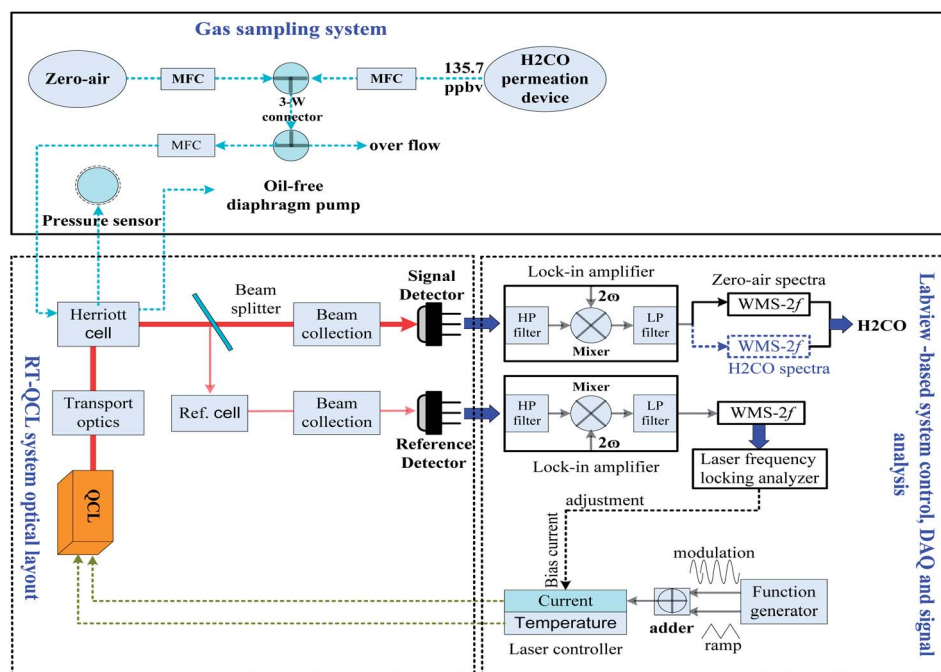 Gas sampling system
Zero-air
MFC
3-W
connector
MFC
135.7
ppbv
H2CO
permeation
device
MFC
over flow
Pressure sensor
Oil-free
diaphragm pump
RT-QCL system optical layout
Herriott
cell
Beam
splitter
Beam
collection
Signal
Detector
Transport
optics
Ref. cell
Beam
collection
Reference
Detector
QCL
Labview -based system control, DAQ and signal
analysis
Lock-in amplifier
2ω
HP
filter
Mixer
LP
filter
Zero-air spectra
WMS-2f
WMS-2f
H2CO spectra
H2CO
Mixer
HP
filter
LP
filter
2ω
Lock-in amplifier
WMS-2f
Laser frequency
locking analyzer
adjustment
Bias current
modulation
Current
Temperature
Laser controller
adder
Function
generator
ramp